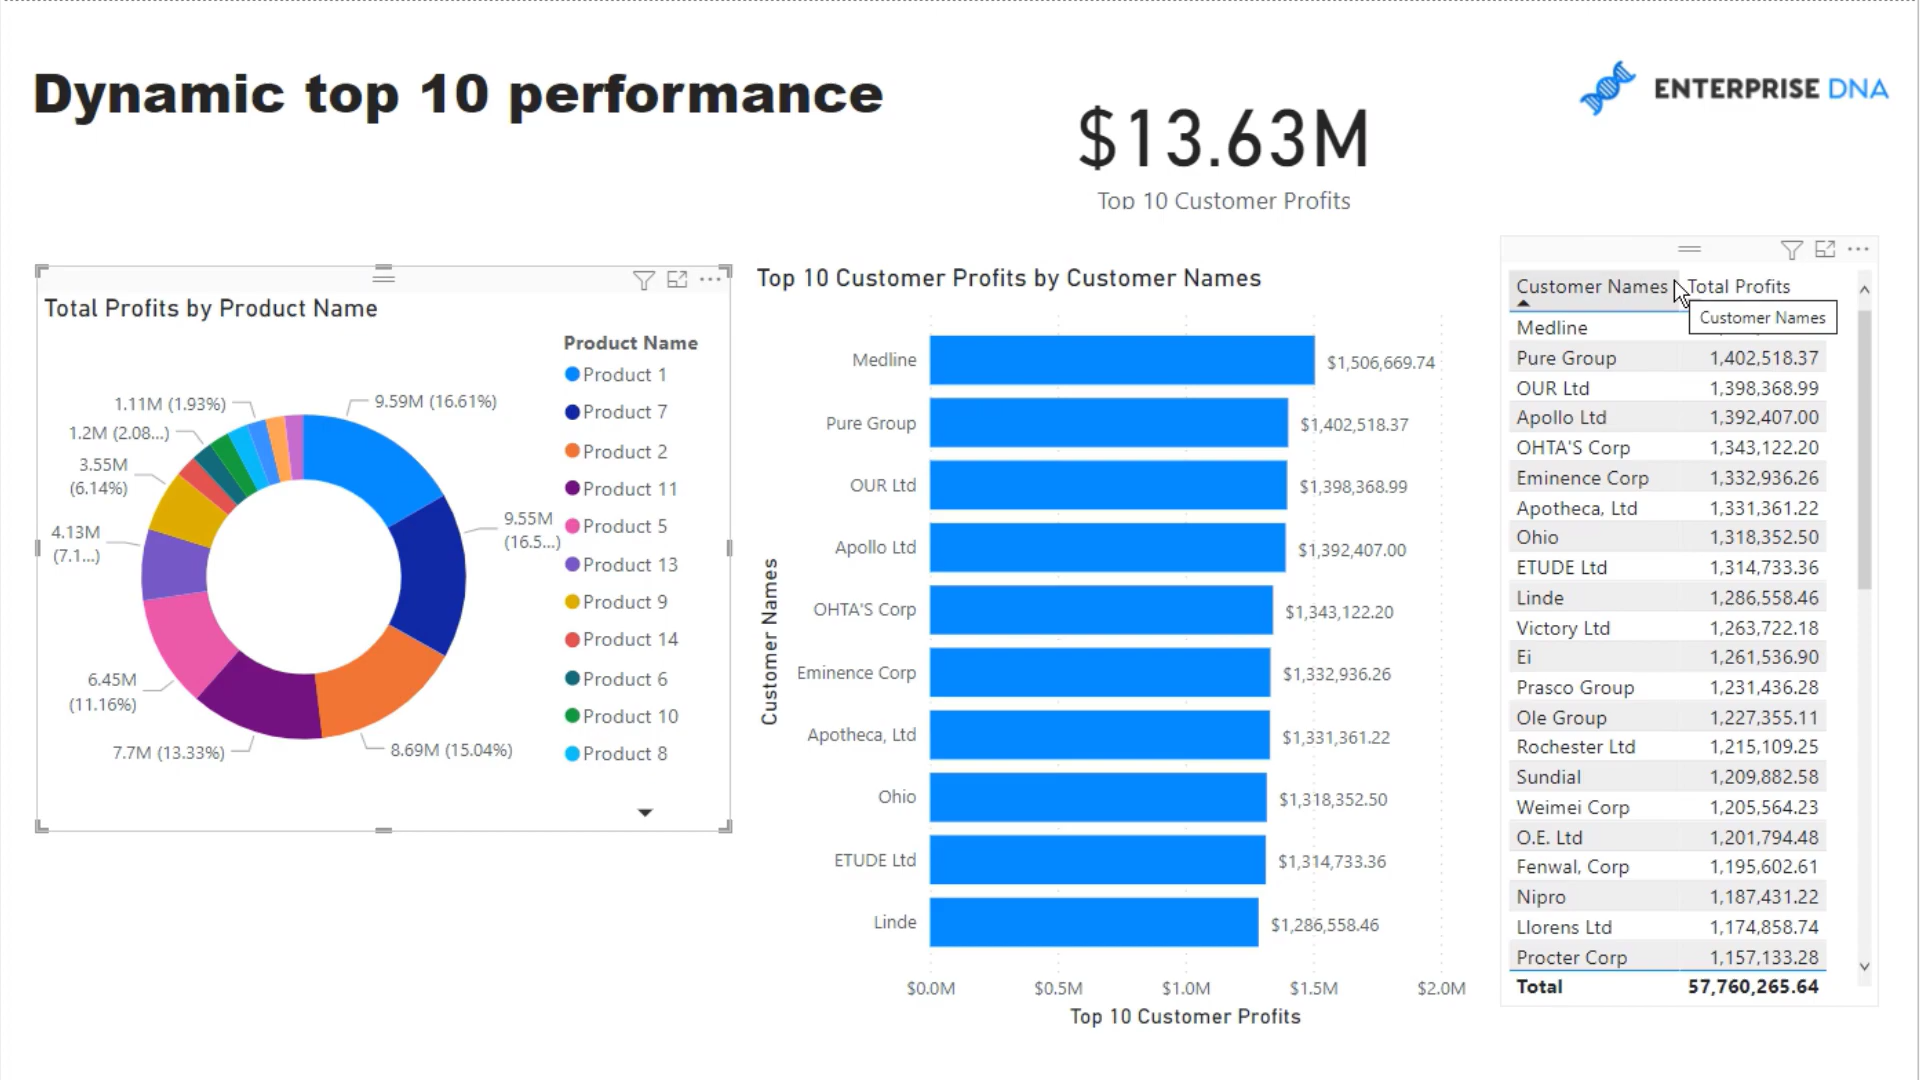 Dynamic top 10 performance
$13.63M
Top 10 Customer Profits
ENTERPRISE DNA
Total Profits by Product Name
Product Name
Product 1
Product 7
Product 2
Product 11
Product 5
Product 13
Product 9
Product 14
Product 6
Product 10
Product 8
9.59M (16.61%)
9.55M
(16.5...)
8.69M (15.04%)
7.7M (13.33%)
6.45M
(11.16%)
4.13M
(7.1...)
3.55M
(6.14%)
1.2M (2.08...)
1.11M (1.93%)
Top 10 Customer Profits by Customer Names
Customer Names
Medline $1,506,669.74
Pure Group $1,402,518.37
OUR Ltd $1,398,368.99
Apollo Ltd $1,392,407.00
OHTA'S Corp $1,343,122.20
Eminence Corp $1,332,936.26
Apotheca, Ltd $1,331,361.22
Ohio $1,318,352.50
ETUDE Ltd $1,314,733.36
Linde $1,286,558.46
$0.0M $0.5M $1.0M $1.5M $2.0M
Top 10 Customer Profits
Customer Names Total Profits
Customer Names
Medline
Pure Group 1,402,518.37
OUR Ltd 1,398,368.99
Apollo Ltd 1,392,407.00
OHTA'S Corp 1,343,122.20
Eminence Corp 1,332,936.26
Apotheca, Ltd 1,331,361.22
Ohio 1,318,352.50
ETUDE Ltd 1,314,733.36
Linde 1,286,558.46
Victory Ltd 1,263,722.18
Ei 1,261,536.90
Prasco Group 1,231,436.28
Ole Group 1,227,355.11
Rochester Ltd 1,215,109.25
Sundial 1,209,882.58
Weimei Corp 1,205,564.23
O.E. Ltd 1,201,794.48
Fenwal, Corp 1,195,602.61
Nipro 1,187,431.22
Llorens Ltd 1,174,858.74
Procter Corp 1,157,133.28
Total 57,760,265.64